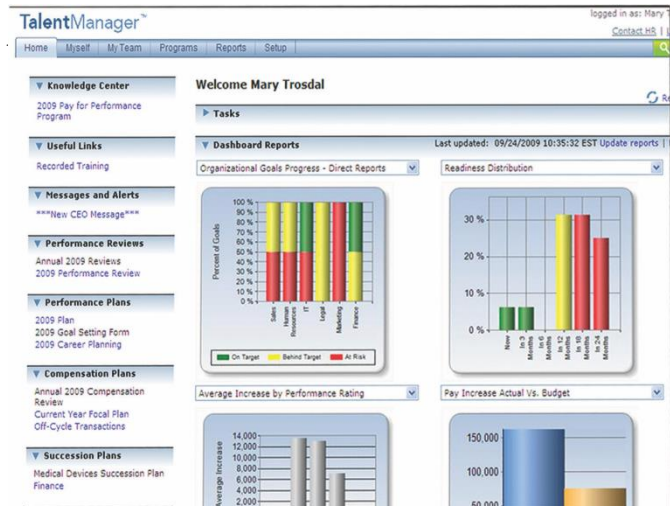 TalentManager™
logged in as: Mary T
Contact HR |
Home Myself My Team Programs Reports Setup
Knowledge Center
2009 Pay for Performance
Program
Useful Links
Recorded Training
Messages and Alerts
***New CEO Message***
Performance Reviews
Annual 2009 Reviews
2009 Performance Review
Performance Plans
2009 Plan
2009 Goal Setting Form
2009 Career Planning
Compensation Plans
Annual 2009 Compensation
Review
Current Year Focal Plan
Off-Cycle Transactions
Succession Plans
Medical Devices Succession Plan
Finance
Welcome Mary Trosdal
Re
Tasks
Dashboard Reports
Last updated: 09/24/2009 10:35:32 EST Update reports |
Organizational Goals Progress - Direct Reports
Percent of Goals
100 %
90 %
80 %
70 %
60 %
50 %
40 %
30 %
20 %
10 %
0 %
Sales
Human
Resources
IT
Legal
Marketing
Finance
On Target Behind Target At Risk
Readiness Distribution
30 %
20 %
10 %
0 %
Now
In 3
Months
In 6
Months
In 12
Months
In 18
Months
In 24
Months
Average Increase by Performance Rating
Average Increase
14,000
12,000
10,000
8,000
6,000
4,000
2,000
Pay Increase Actual Vs. Budget
150,000
100,000
50,000